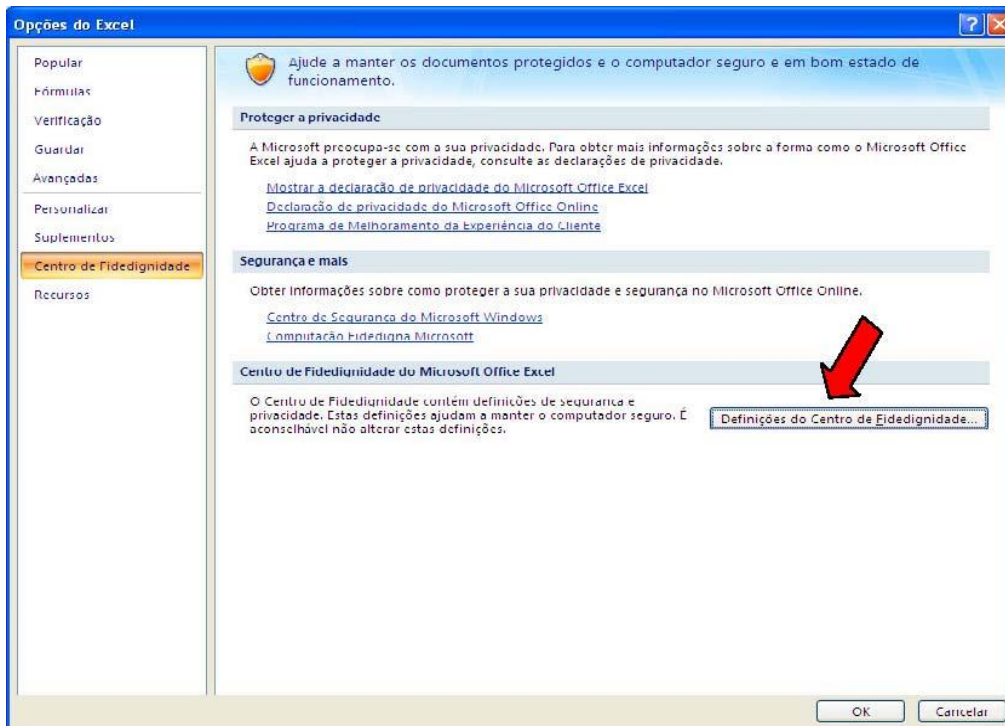 Opções do Excel
Popular
Fórmulas
Verificação
Guardar
Avançadas
Personalizar
Suplementos
Centro de Fidedignidade
Recursos
Ajude a manter os documentos protegidos e o computador seguro e em bom estado de
funcionamento.
Proteger a privacidade
A Microsoft preocupa-se com a sua privacidade. Para obter mais informações sobre a forma como o Microsoft Office
Excel ajuda a proteger a privacidade, consulte as declarações de privacidade.
Mostrar a declaração de privacidade do Microsoft Office Excel
Declaração de privacidade do Microsoft Office Online
Programa de Melhoramento da Experiência do Cliente
Segurança e mais
Obter informações sobre como proteger a sua privacidade e segurança no Microsoft Office Online.
Centro de Segurança do Microsoft Windows
Computação Fidedigna Microsoft
Centro de Fidedignidade do Microsoft Office Excel
O Centro de Fidedignidade contém definições de segurança e
privacidade. Estas definições ajudam a manter o computador seguro. É
aconselhável não alterar estas definições.
Definições do Centro de Fidedignidade...
OK
Cancelar